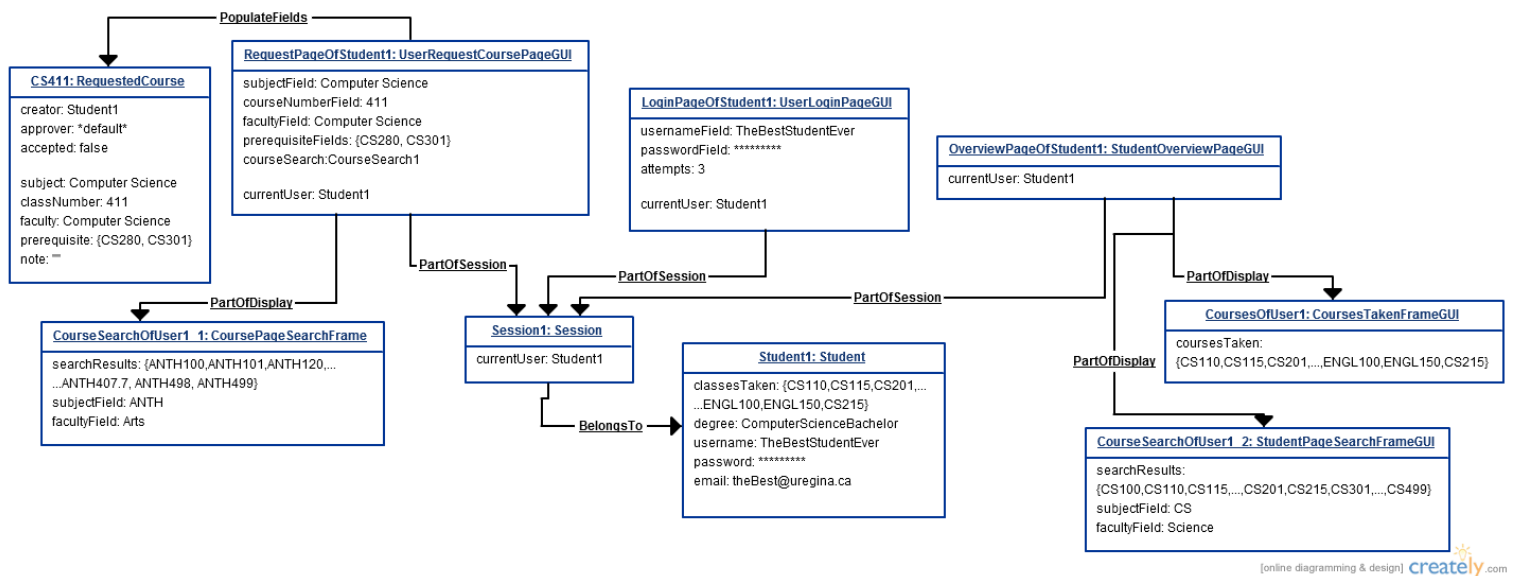 PopulateFields
CS411: RequestedCourse
creator: Student1
approver: *default*
accepted: false
subject: Computer Science
classNumber: 411
faculty: Computer Science
prerequisite: {CS280, CS301}
note: ""
RequestPageOfStudent1: UserRequestCoursePageGUI
subjectField: Computer Science
courseNumberField: 411
facultyField: Computer Science
prerequisiteFields: {CS280, CS301}
courseSearch:CourseSearch1
currentUser: Student1
LoginPageOfStudent1: UserLoginPageGUI
usernameField: TheBestStudentEver
passwordField: *********
attempts: 3
currentUser: Student1
OverviewPageOfStudent1: StudentOverviewPageGUI
currentUser: Student1
PartOfSession
PartOfSession
PartOfSession
PartOfDisplay
PartOfDisplay
PartOfDisplay
CourseSearchOfUser1_1: CoursePageSearchFrame
searchResults: {ANTH100,ANTH101,ANTH120,...
...ANTH407.7, ANTH498, ANTH499}
subjectField: ANTH
facultyField: Arts
Session1: Session
currentUser: Student1
BelongsTo
Student1: Student
classesTaken: {CS110,CS115,CS201,...
...ENGL100,ENGL150,CS215}
degree: ComputerScienceBachelor
username: TheBestStudentEver
password: *********
email: theBest@uregina.ca
CoursesOfUser1: CoursesTakenFrameGUI
coursesTaken:
{CS110,CS115,CS201,...,ENGL100,ENGL150,CS215}
CourseSearchOfUser1_2: StudentPageSearchFrameGUI
searchResults:
{CS100,CS110,CS115,...,CS201,CS215,CS301,...,CS499}
subjectField: CS
facultyField: Science
[online diagramming & design] creately.com